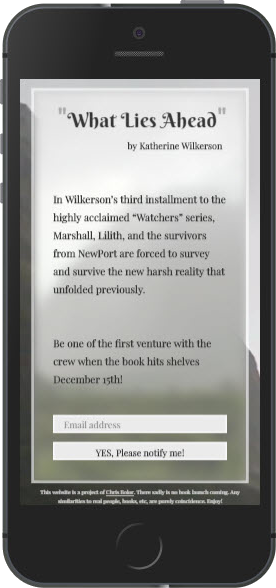 "What Lies Ahead"
by Katherine Wilkerson
In Wilkerson's third installment to the
highly acclaimed “Watchers” series,
Marshall, Lilith, and the survivors
from NewPort are forced to survey
and survive the new harsh reality that
unfolded previously.
Be one of the first venture with the
crew when the book hits shelves
December 15th!
Email address
YES, Please notify me!
This website is a project of Chris Bolar. There sadly is no book launch coming. Any
similarities to real people, books, etc, are purely coincidence. Enjoy!